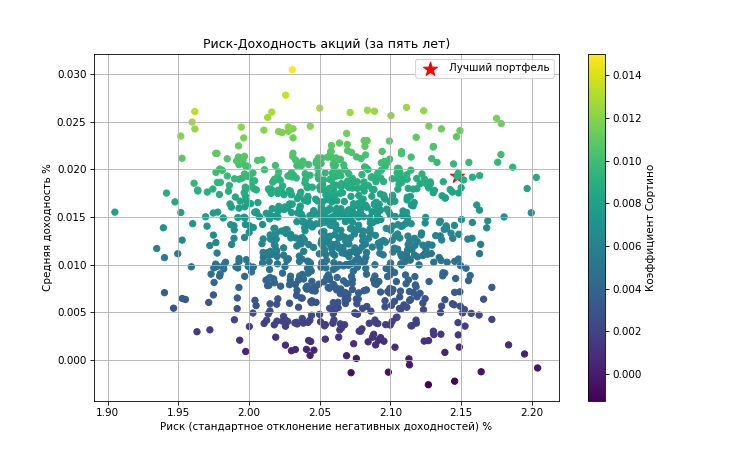 Риск-Доходность акций (за пять лет)
Лучший портфель
Средняя доходность %
0.030
0.025
0.020
0.015
0.010
0.005
0.000
1.90 1.95 2.00 2.05 2.10 2.15 2.20
Риск (стандартное отклонение негативных доходностей) %
0.014
0.012
0.010
0.008
0.006
0.004
0.002
0.000
Коэффициент Сортино